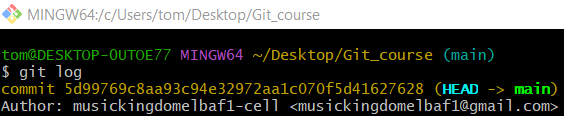 MINGW64:/c/Users/tom/Desktop/Git_course
tom@DESKTOP-OUTOE77 MINGW64 ~/Desktop/Git_course (main)
$ git log
commit 5d99769c8aa93c94e32972aa1c070f5d41627628 (HEAD -> main)
Author: musickingdomelbaf1-cell <musickingdomelbaf1@gmail.com>